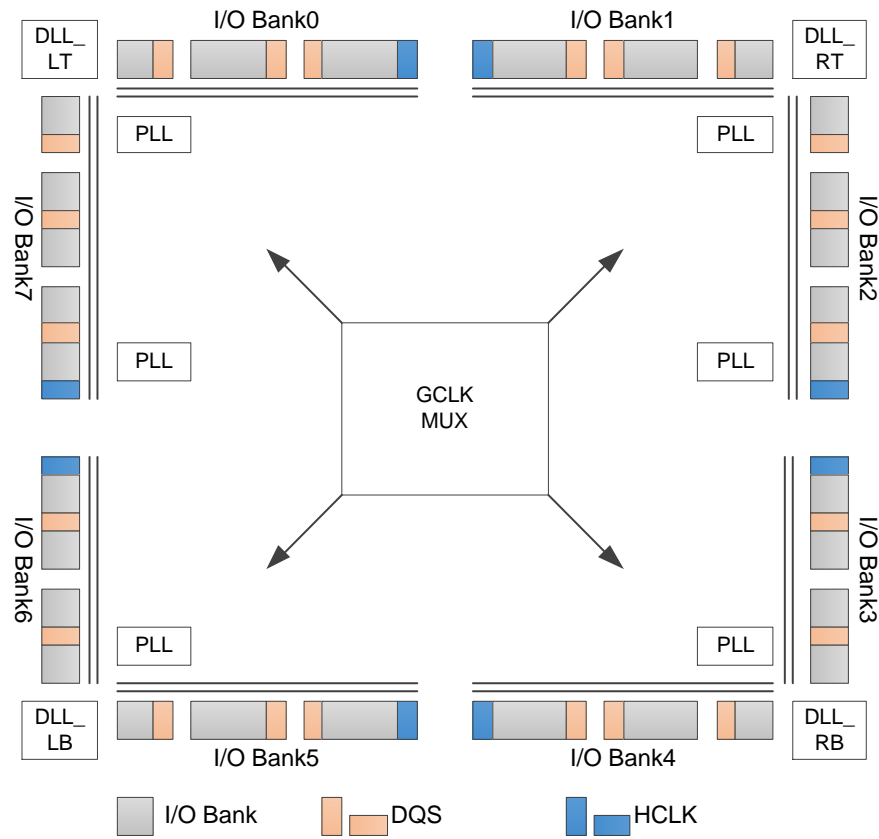 I/O Bank0
I/O Bank1
DLL_
LT
DLL_
RT
PLL
PLL
I/O Bank7
I/O Bank2
PLL
PLL
GCLK
MUX
I/O Bank6
I/O Bank3
PLL
PLL
DLL_
LB
DLL_
RB
I/O Bank5
I/O Bank4
I/O Bank
DQS
HCLK